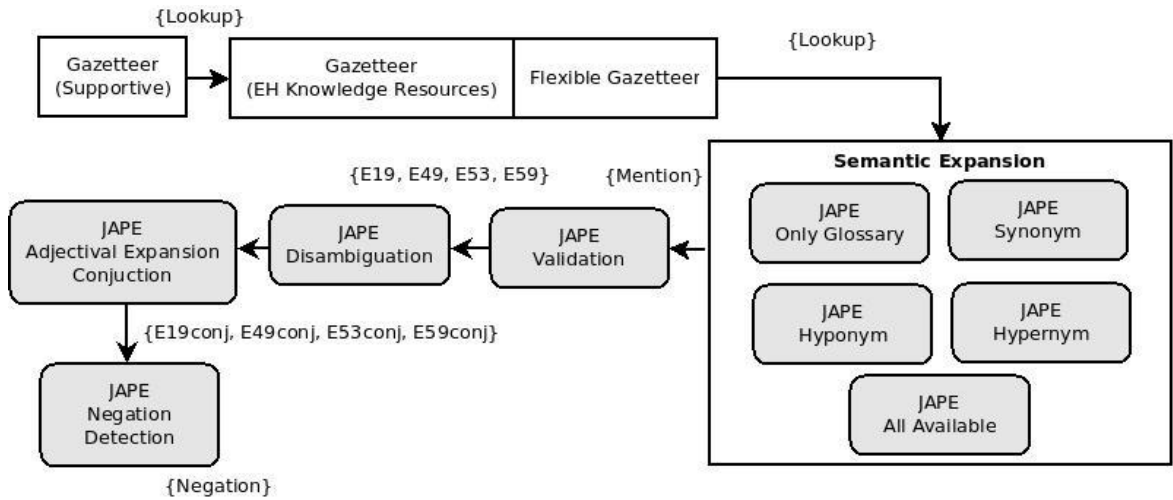 {Lookup}
Gazetteer
(Supportive)
Gazetteer
(EH Knowledge Resources)
Flexible Gazetteer
{Lookup}
Semantic Expansion
JAPE
Only Glossary
JAPE
Synonym
JAPE
Hyponym
JAPE
Hypernym
JAPE
All Available
{Mention}
JAPE
Validation
{E19, E49, E53, E59}
JAPE
Disambiguation
JAPE
Adjectival Expansion
Conjuction
{E19conj, E49conj, E53conj, E59conj}
JAPE
Negation
Detection
{Negation}